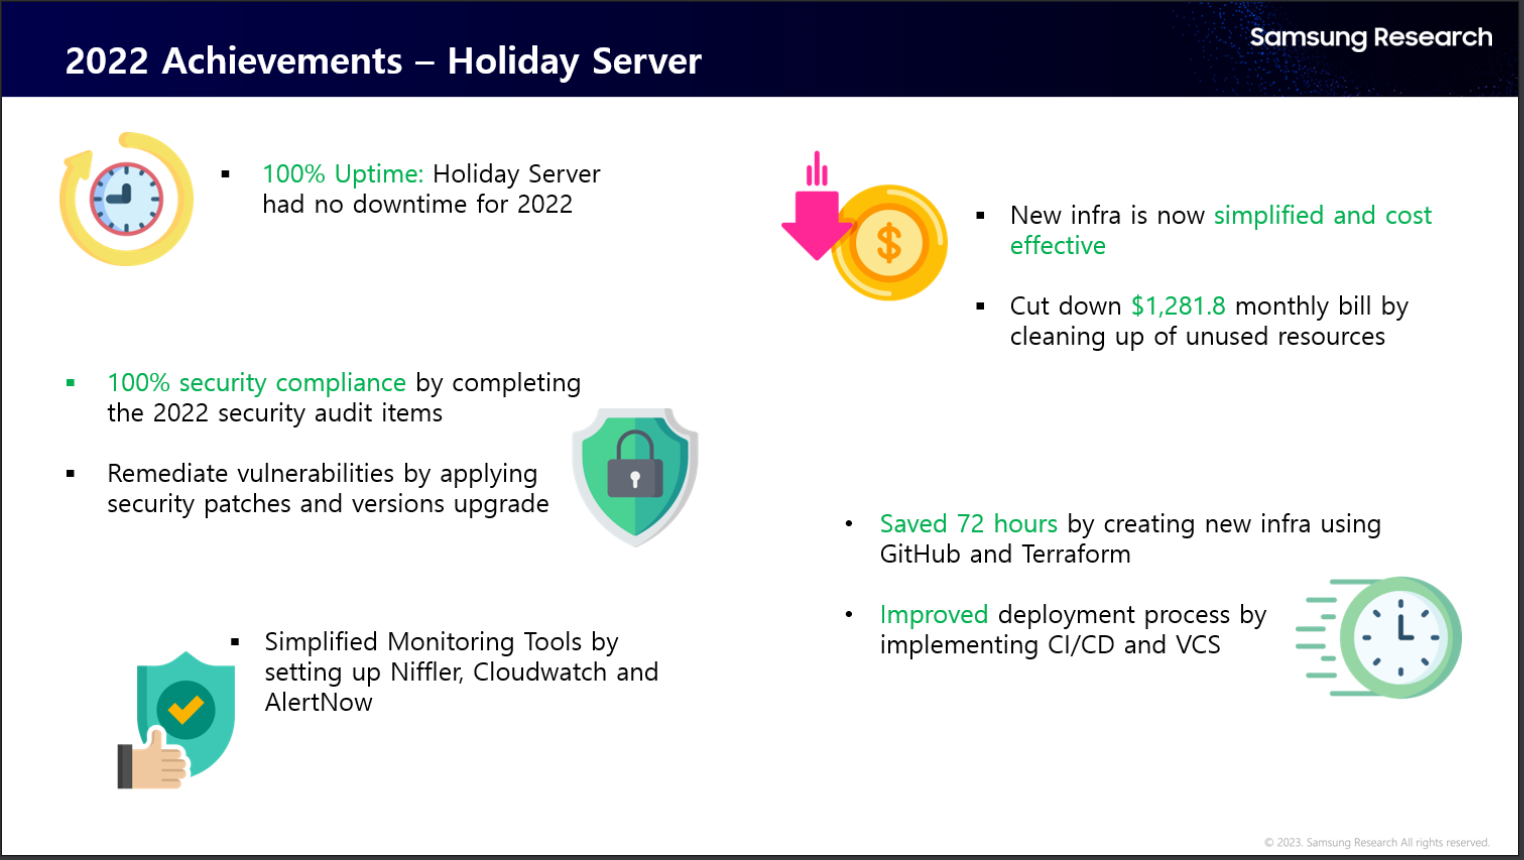 2022 Achievements – Holiday Server
Samsung Research
▪ 100% Uptime: Holiday Server
had no downtime for 2022
▪ New infra is now simplified and cost
effective
▪ Cut down $1,281.8 monthly bill by
cleaning up of unused resources
▪ 100% security compliance by completing
the 2022 security audit items
▪ Remediate vulnerabilities by applying
security patches and versions upgrade
• Saved 72 hours by creating new infra using
GitHub and Terraform
• Improved deployment process by
implementing CI/CD and VCS
▪ Simplified Monitoring Tools by
setting up Niffler, Cloudwatch and
AlertNow
© 2023. Samsung Research All rights reserved.